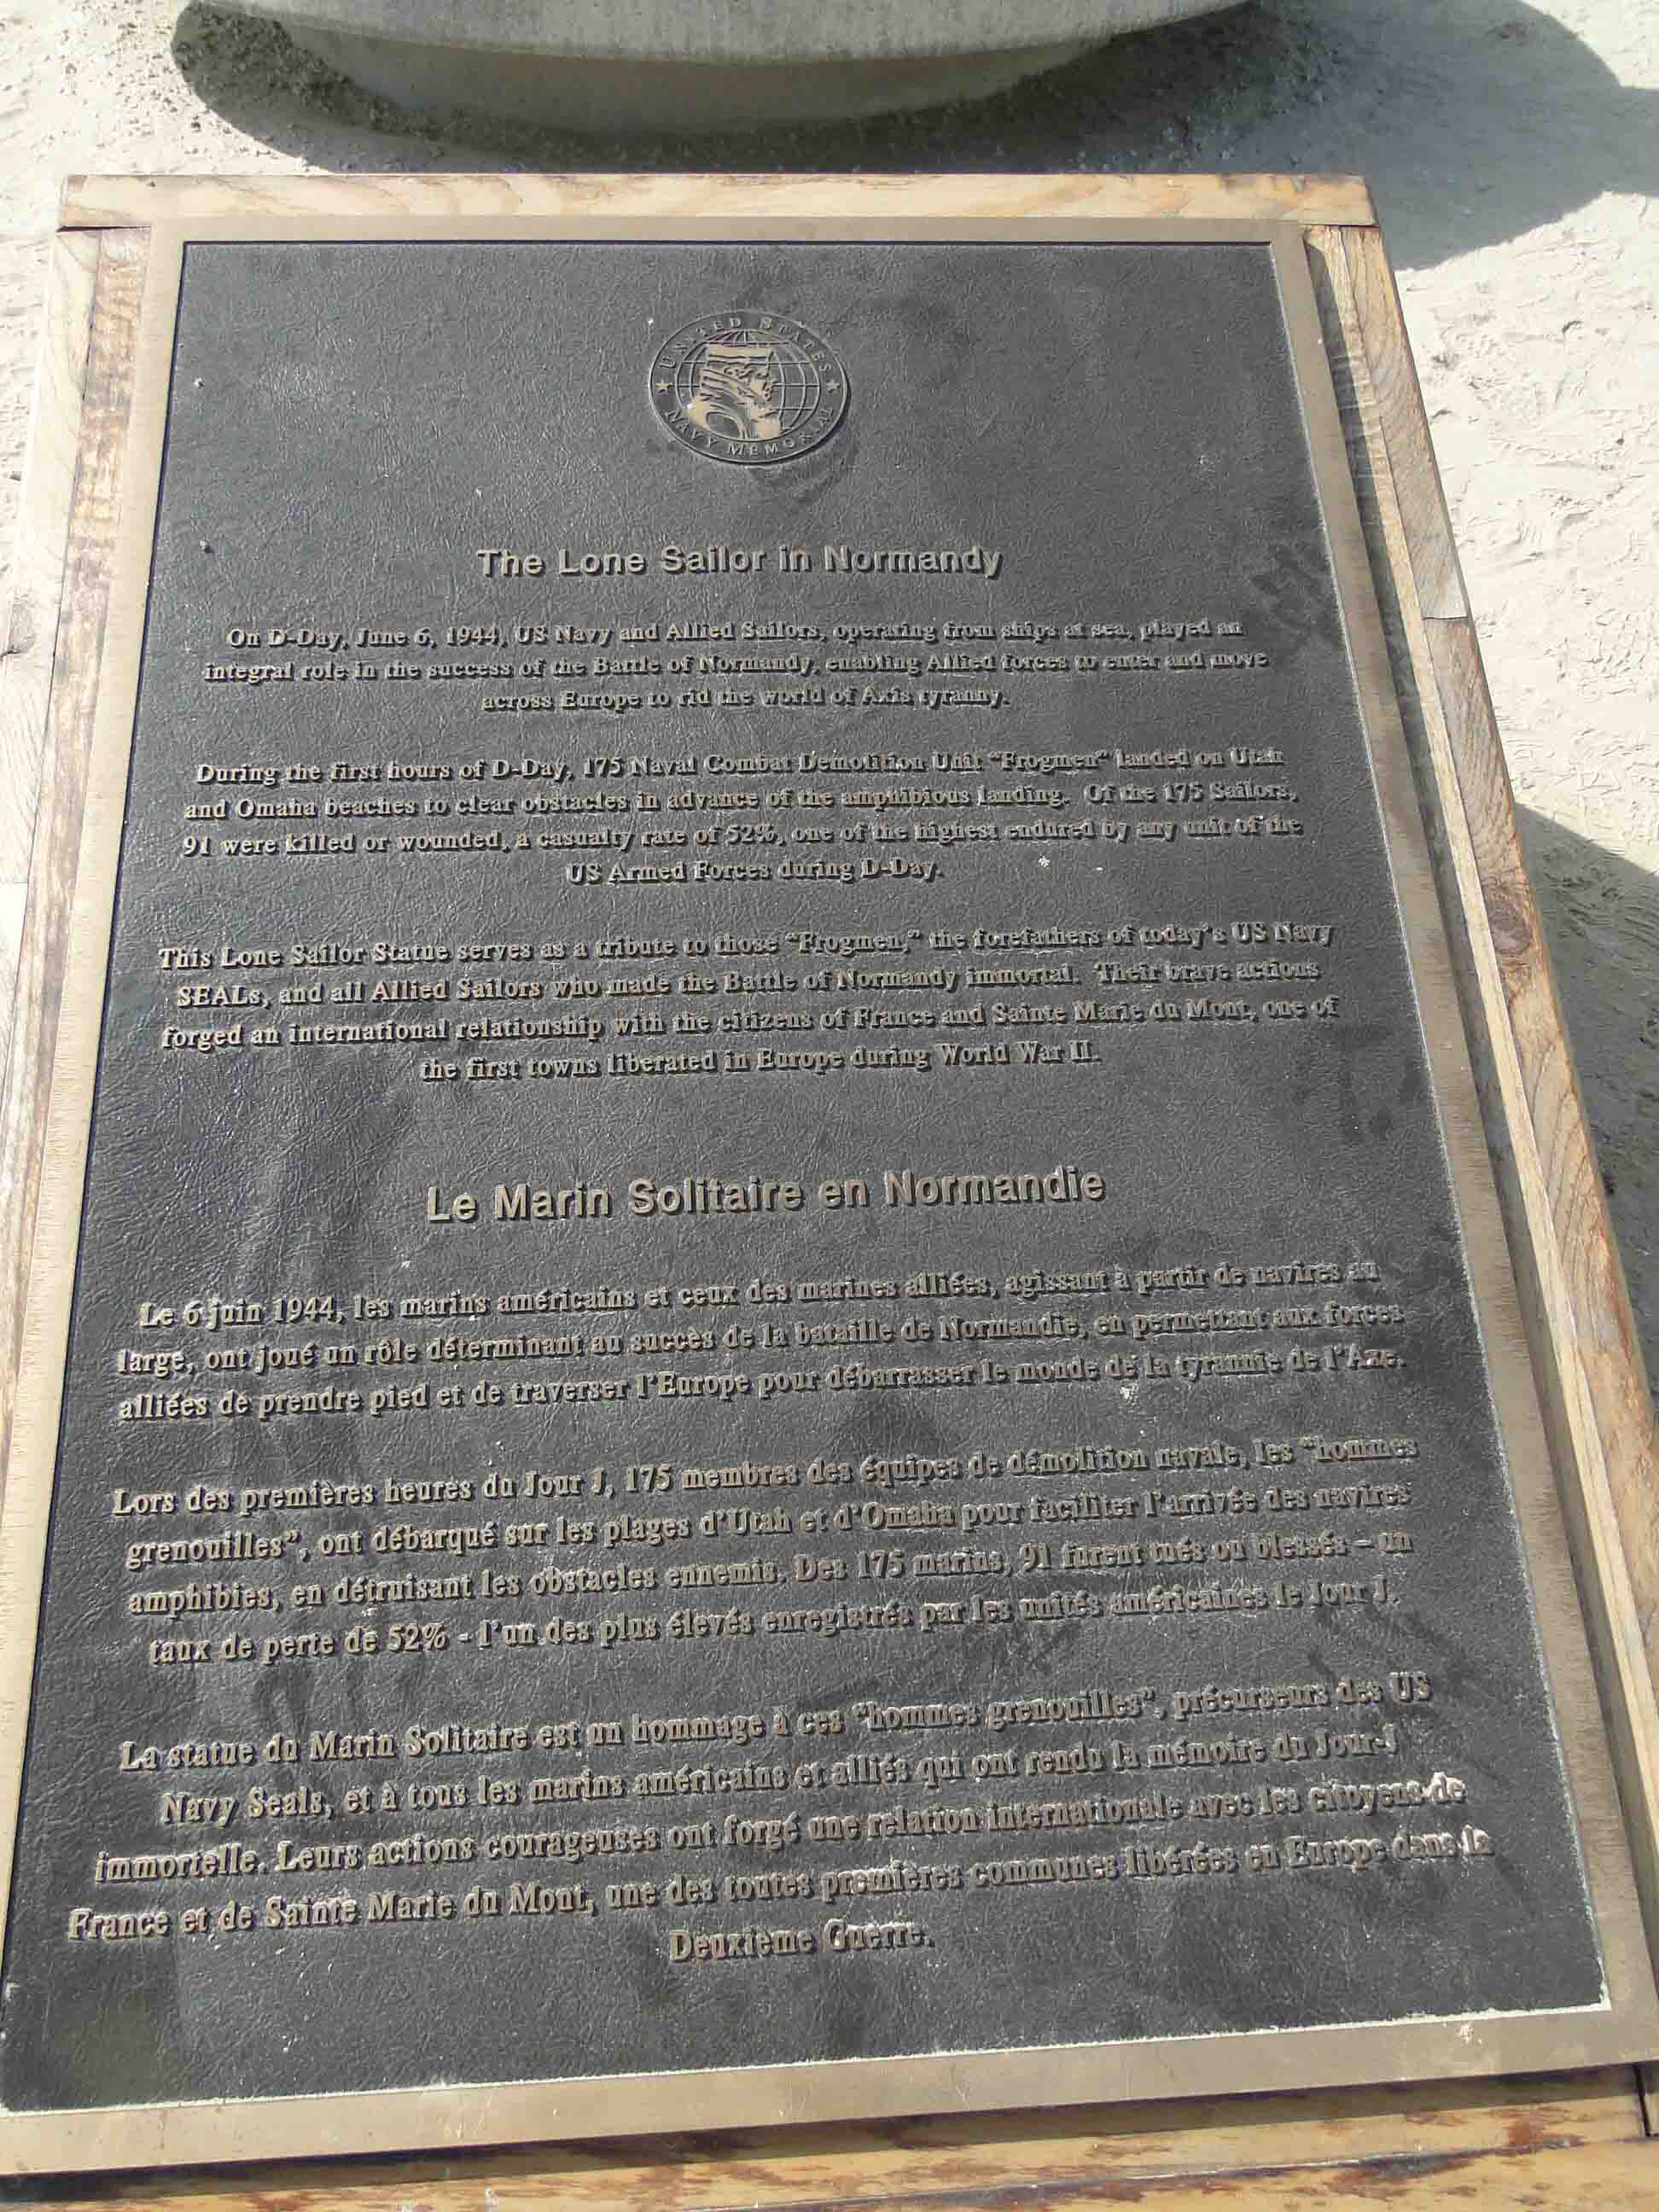 UNITED STATES
NAVY MEMORIAL
The Lone Sailor in Normandy
On D-Day, June 6, 1944, US Navy and Allied Sailors, operating from ships at sea, played an
integral role in the success of the Battle of Normandy, enabling Allied forces to enter and move
across Europe to rid the world of Axis tyranny.
During the first hours of D-Day, 175 Naval Combat Demolition Unit "Frogmen" landed on Utah
and Omaha beaches to clear obstacles in advance of the amphibious landing. Of the 175 Sailors,
91 were killed or wounded, a casualty rate of 52%, one of the highest endured by any unit of the
US Armed Forces during D-Day.
This Lone Sailor Statue serves as a tribute to those "Frogmen," the forefathers of today's US Navy
SEALs, and all Allied Sailors who made the Battle of Normandy immortal. Their brave actions
forged an international relationship with the citizens of France and Sainte Marie du Mont, one of
the first towns liberated in Europe during World War II.
Le Marin Solitaire en Normandie
Le 6 juin 1944, les marins américains et ceux des marines alliées, agissant à partir de navires au
large, ont joué un rôle déterminant au succès de la bataille de Normandie, en permettant aux forces
alliées de prendre pied et de traverser l'Europe pour débarrasser le monde de la tyrannie de l'Axe.
Lors des premières heures du Jour J, 175 membres des équipes de démolition navale, les "hommes
grenouilles", ont débarqué sur les plages d'Utah et d'Omaha pour faciliter l'arrivée des navires
amphibies, en détruisant les obstacles ennemis. Des 175 marins, 91 furent tués ou blessés – un
taux de perte de 52% - l'un des plus élevés enregistrés par les unités américaines le Jour J.
La statue du Marin Solitaire est un hommage à ces "hommes grenouilles", précurseurs des US
Navy Seals, et à tous les marins américains et alliés qui ont rendu la mémoire du Jour-J
immortelle. Leurs actions courageuses ont forgé une relation internationale avec les citoyens de
France et de Sainte Marie du Mont, une des toutes premières communes libérées en Europe dans la
Deuxième Guerre.